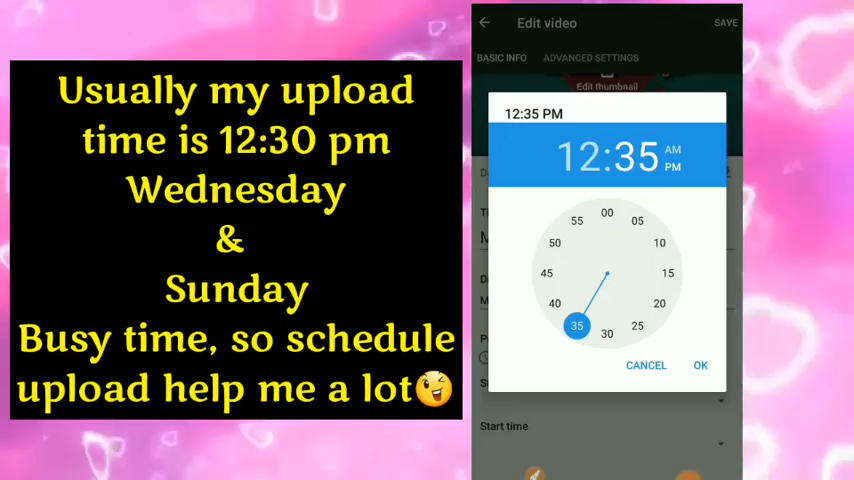 Usually my upload
time is 12:30 pm
Wednesday
&
Sunday
Busy time, so schedule
upload help me a lot😉
Edit video
SAVE
BASIC INFO
ADVANCED SETTINGS
Edit thumbnail
12:35 PM
12:35
AM
PM
00
05
10
15
20
25
30
35
40
45
50
55
CANCEL
OK
Start time